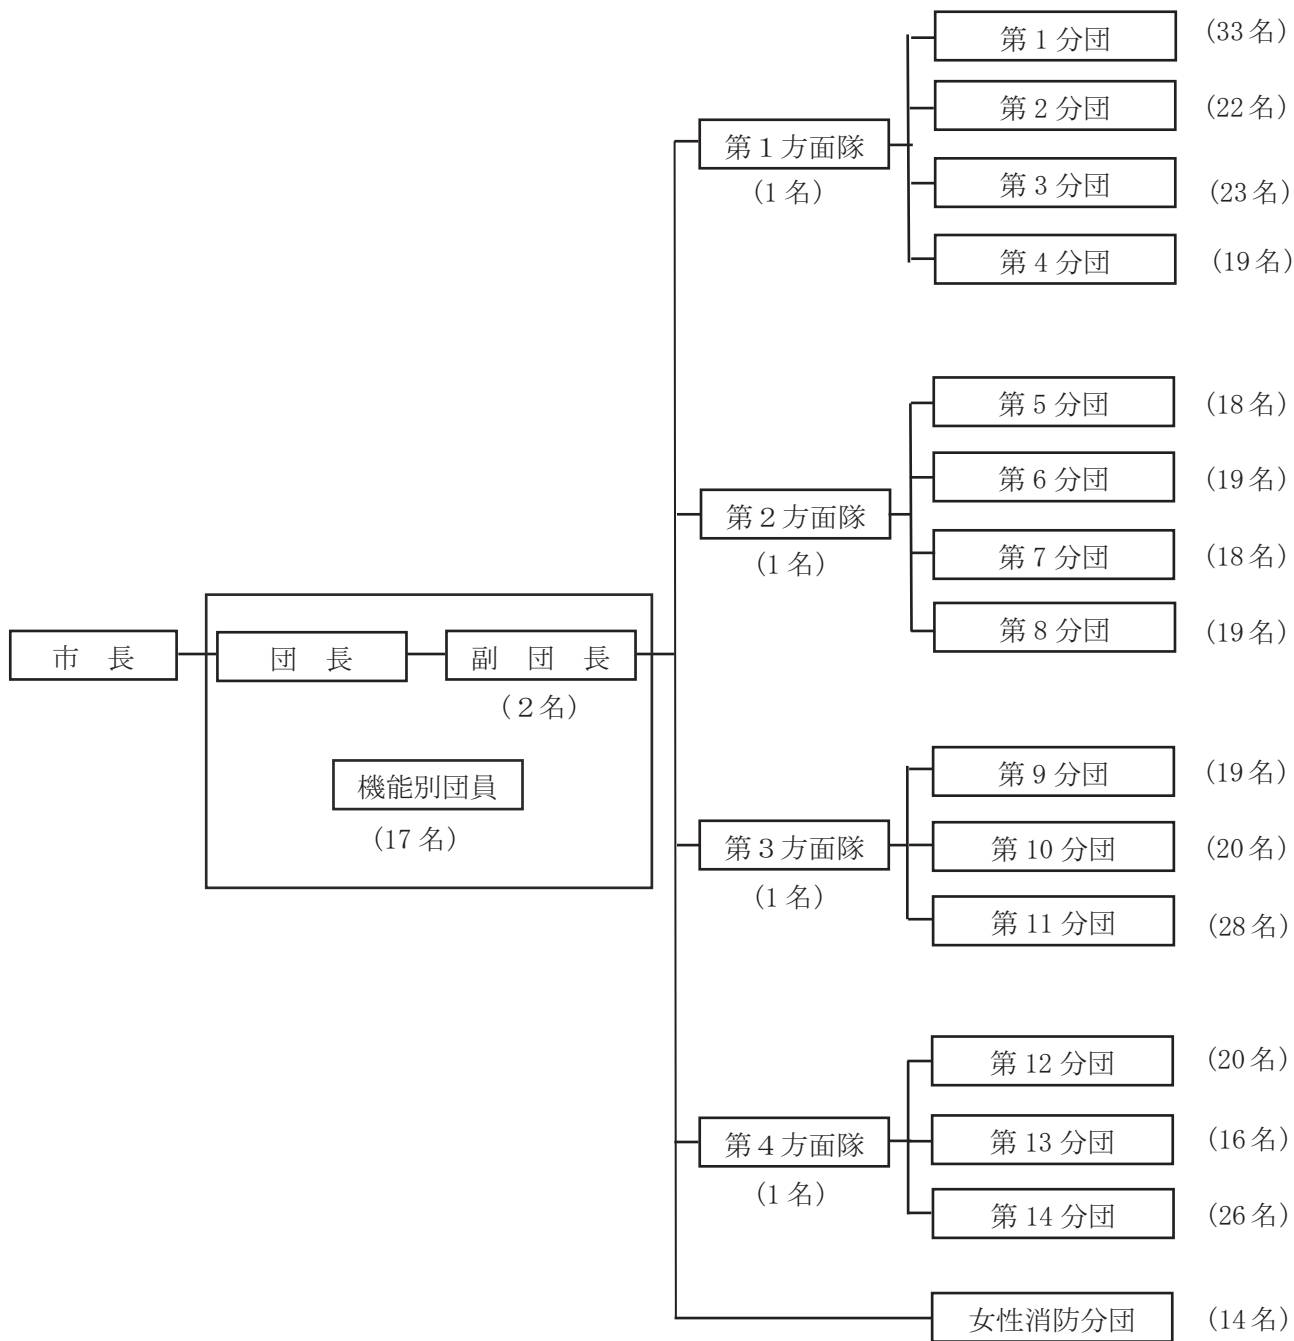 市　長
団　長
副　団　長
(２名)
機能別団員
(17名)
第１方面隊
(1名)
第1分団
(33名)
第2分団
(22名)
第3分団
(23名)
第4分団
(19名)
第２方面隊
(1名)
第5分団
(18名)
第6分団
(19名)
第7分団
(18名)
第8分団
(19名)
第３方面隊
(1名)
第9分団
(19名)
第10分団
(20名)
第11分団
(28名)
第４方面隊
(1名)
第12分団
(20名)
第13分団
(16名)
第14分団
(26名)
女性消防分団
(14名)